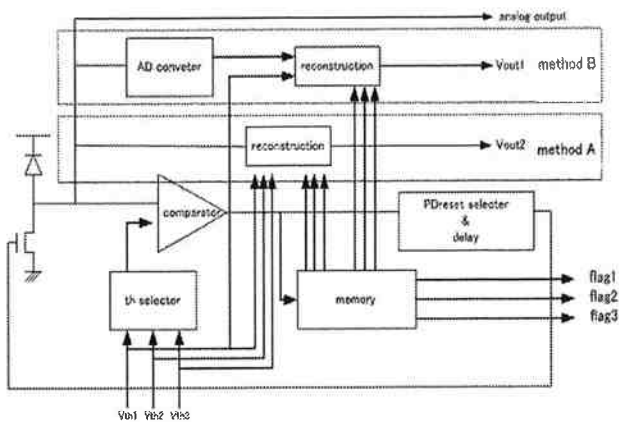 analog output
AD conveter
reconstruction
Vout1
method B
reconstruction
Vout2
method A
comparator
PDreset selecter
&
delay
th selector
memory
flag1
flag2
flag3
Vth1
Vth2
Vth3